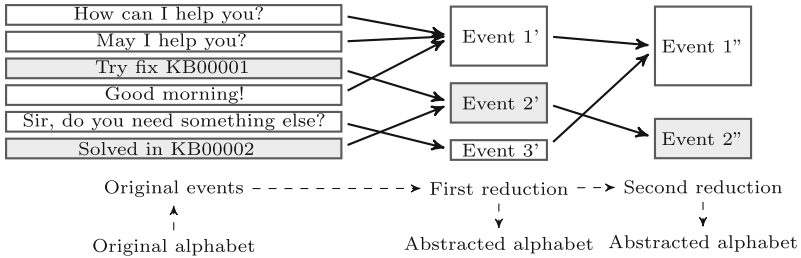 How can I help you?
May I help you?
Try fix KB00001
Good morning!
Sir, do you need something else?
Solved in KB00002
Event 1'
Event 2'
Event 3'
Event 1"
Event 2"
Original events
First reduction
Second reduction
Original alphabet
Abstracted alphabet
Abstracted alphabet